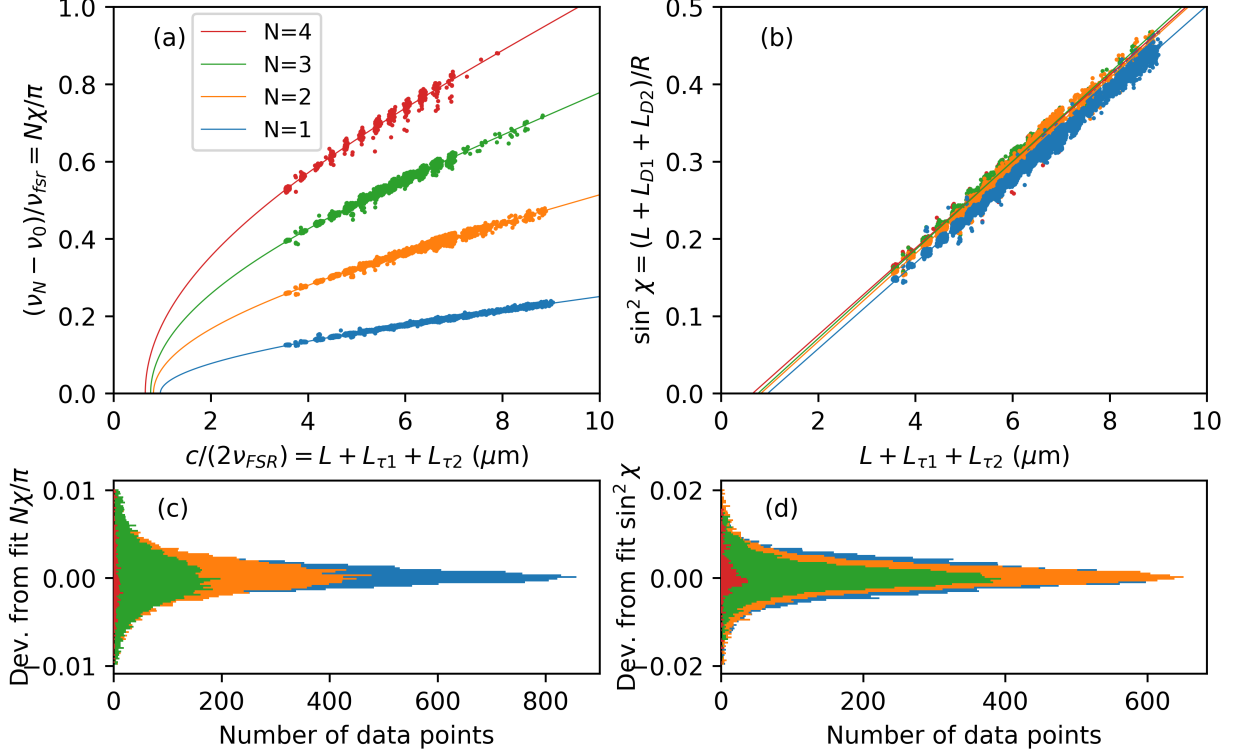 (a)
N=4
N=3
N=2
N=1
(ν_N − ν_0)/ν_fsr = Nχ/π
1.0
0.8
0.6
0.4
0.2
0.0
0 2 4 6 8 10
c/(2ν_FSR) = L + L_τ1 + L_τ2 (μm)
(b)
sin² χ = (L + L_D1 + L_D2)/R
0.5
0.4
0.3
0.2
0.1
0.0
0 2 4 6 8 10
L + L_τ1 + L_τ2 (μm)
(c)
Dev. from fit Nχ/π
0.01
0.00
−0.01
0 200 400 600 800
Number of data points
(d)
Dev. from fit sin² χ
0.02
0.00
−0.02
0 200 400 600
Number of data points